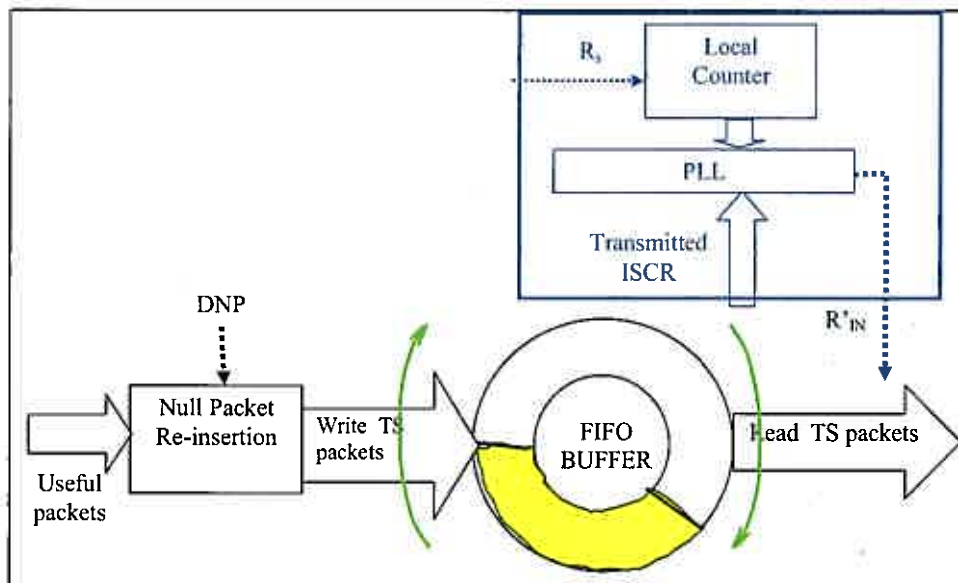 Local
Counter
Rs
PLL
Transmitted
ISCR
R'IN
DNP
Null Packet
Re-insertion
Write TS
packets
FIFO
BUFFER
Read TS packets
Useful
packets